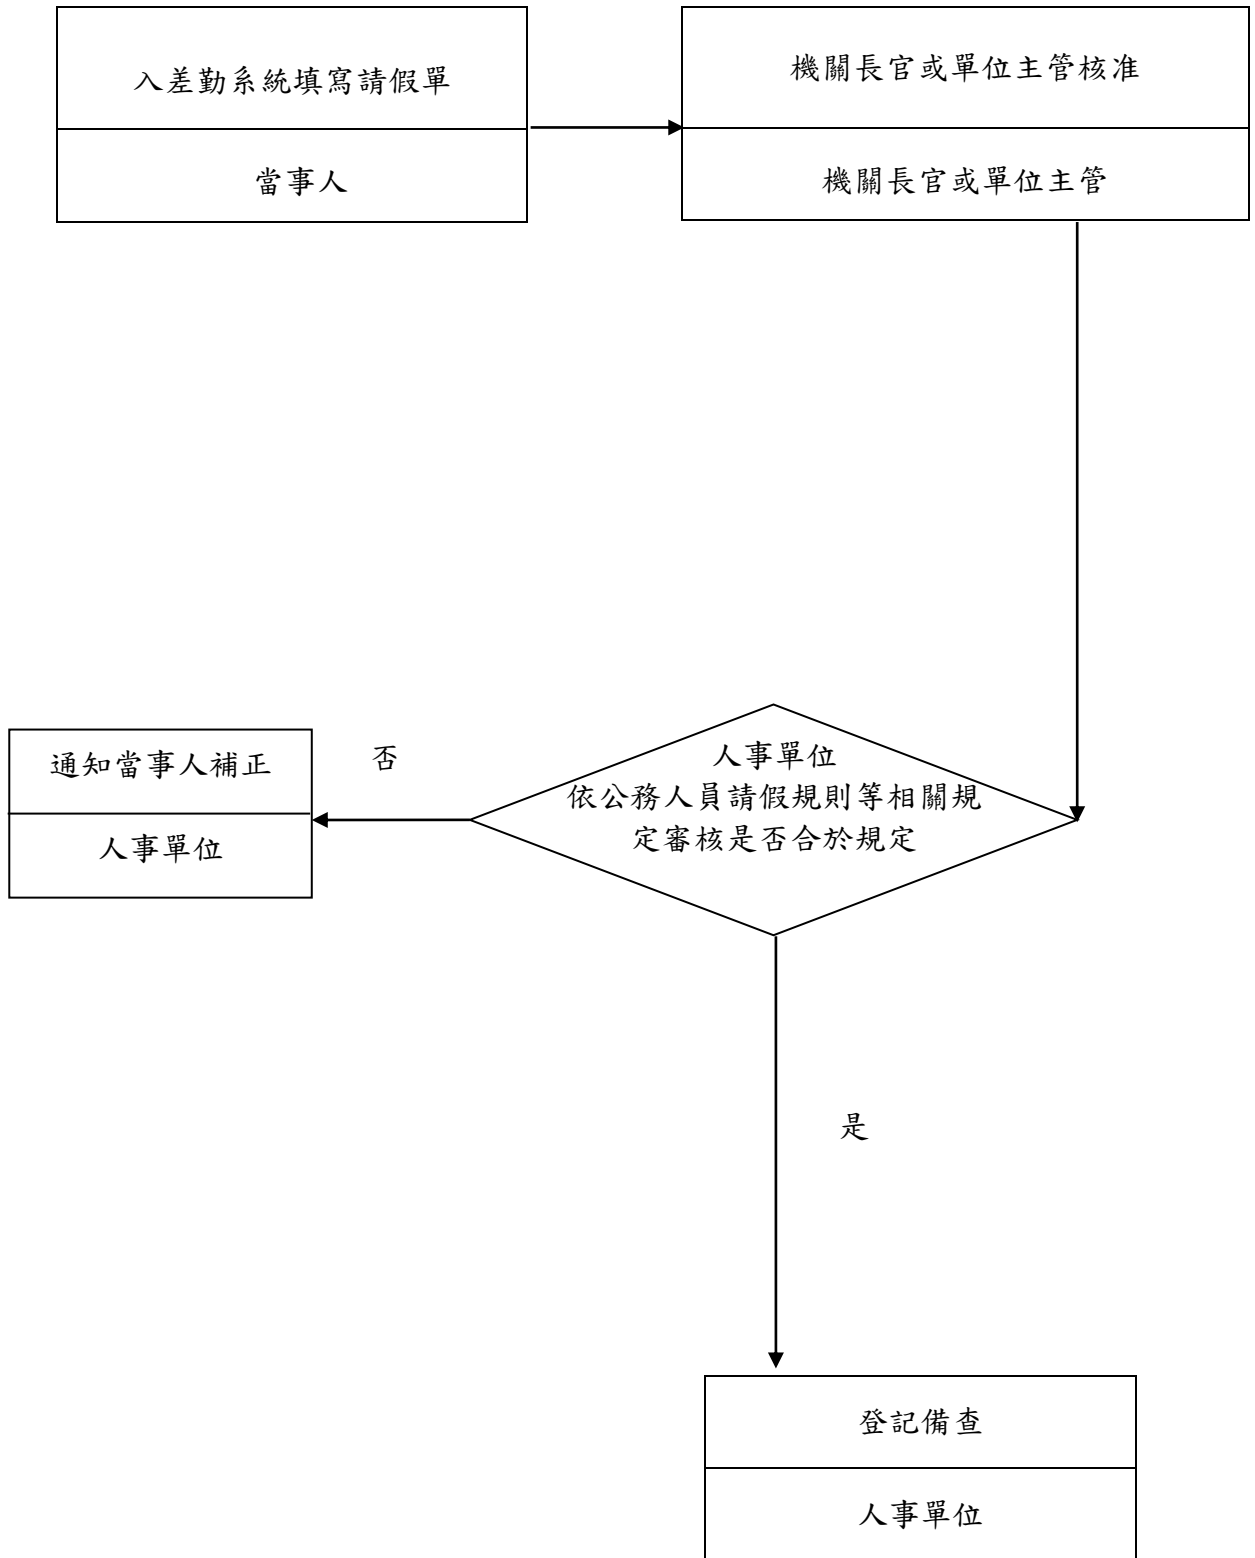 入差勤系統填寫請假單
當事人
機關長官或單位主管核准
機關長官或單位主管
人事單位
依公務人員請假規則等相關規
定審核是否合於規定
否
通知當事人補正
人事單位
是
登記備查
人事單位